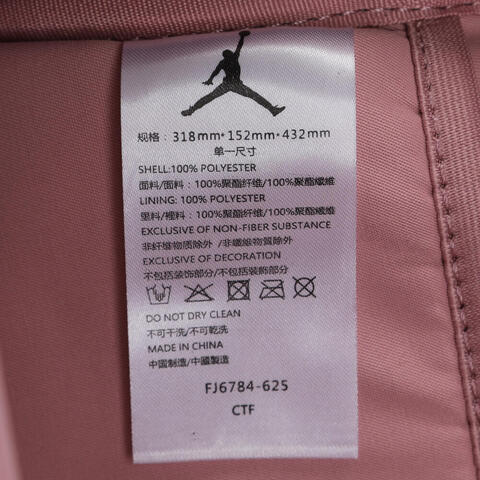 规格：318mm*152mm*432mm
单一尺寸
SHELL:100% POLYESTER
面料/面料：100%聚酯纤维/100%聚酯纖維
LINING: 100% POLYESTER
里料/裡料：100%聚酯纤维/100%聚酯纖維
EXCLUSIVE OF NON-FIBER SUBSTANCE
非纤维物质除外 /非纖維物質除外
EXCLUSIVE OF DECORATION
不包括装饰部分/不包括裝飾部分
DO NOT DRY CLEAN
不可干洗/不可乾洗
MADE IN CHINA
中国制造/中國製造
FJ6784-625
CTF